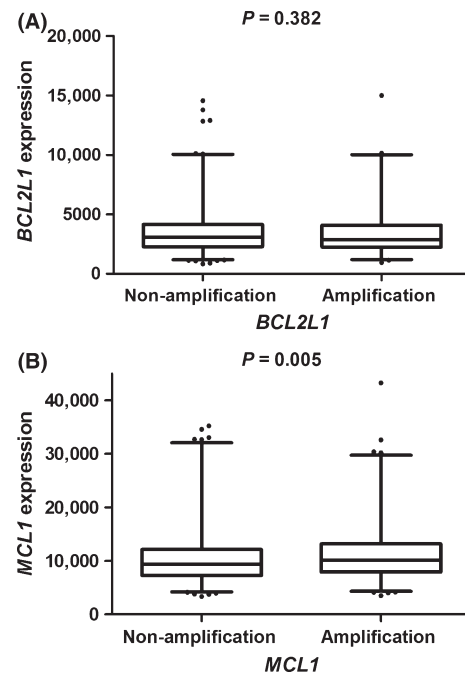 (A)
P = 0.382
20,000
15,000
10,000
5000
0
BCL2L1 expression
Non-amplification Amplification
BCL2L1
(B)
P = 0.005
40,000
30,000
20,000
10,000
0
MCL1 expression
Non-amplification Amplification
MCL1